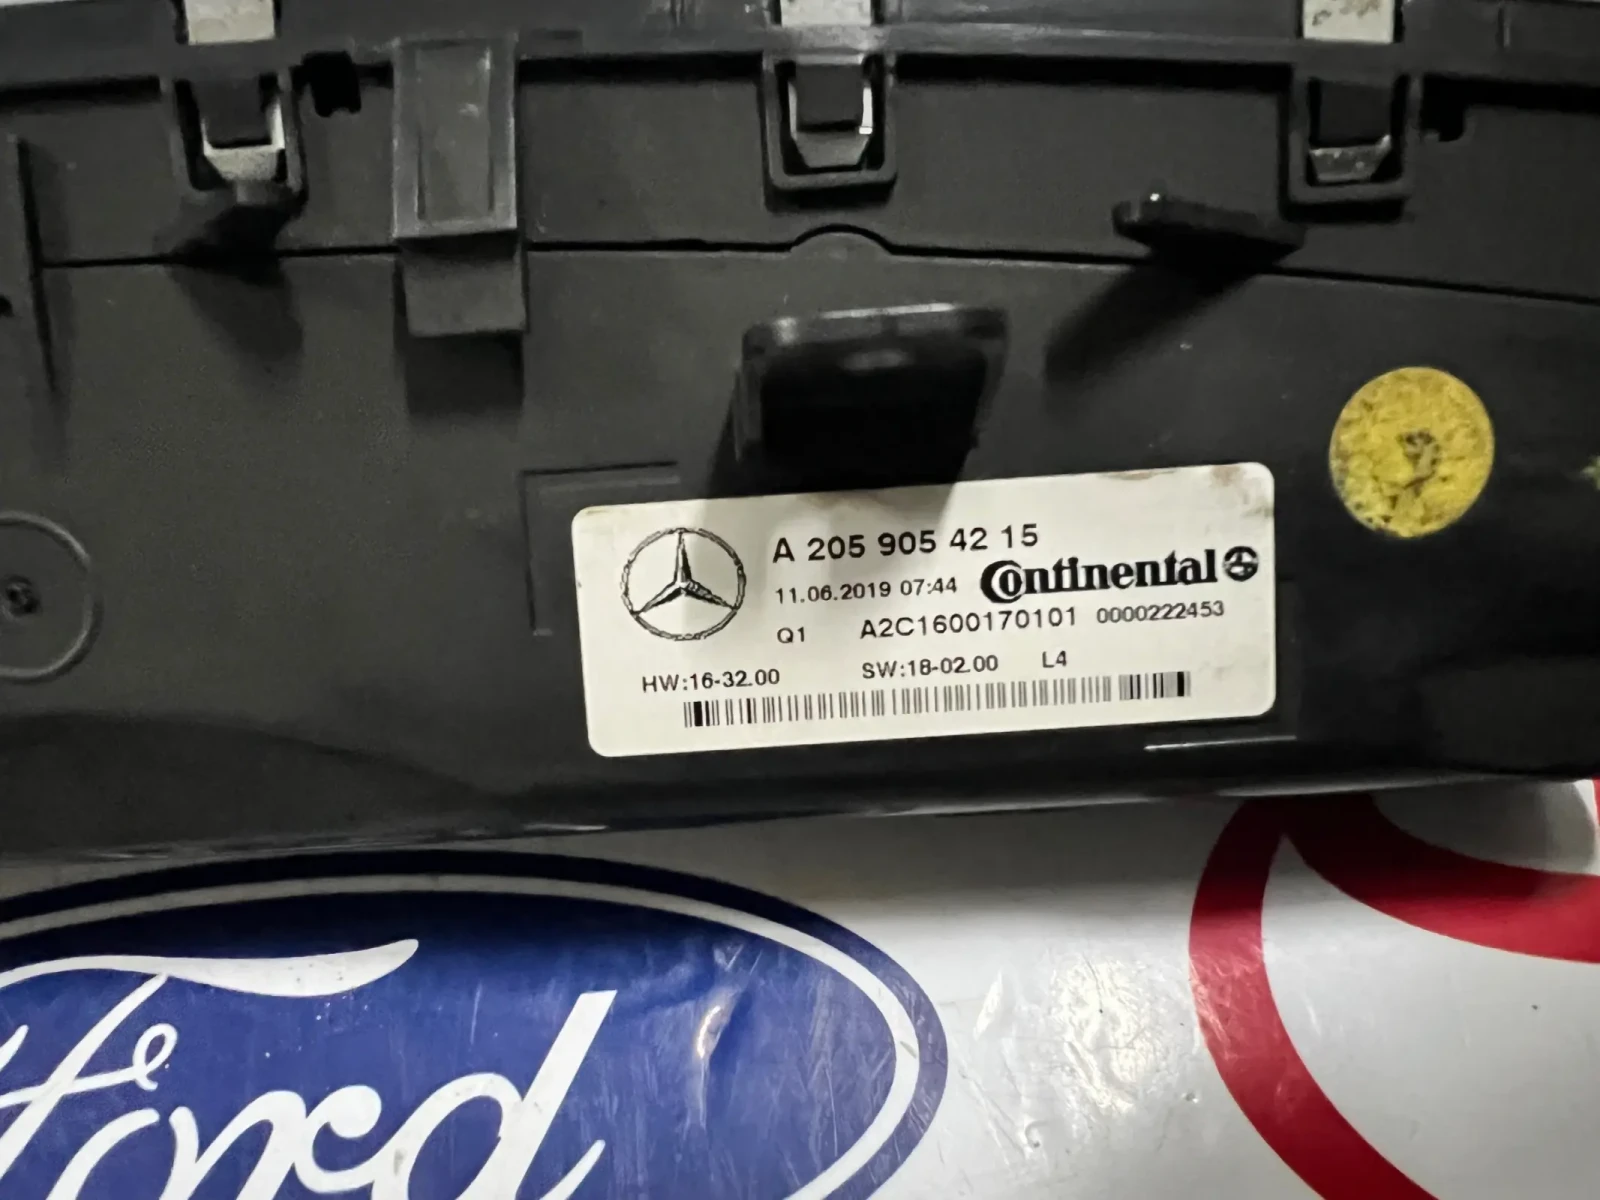 A 205 905 42 15
11.06.2019 07:44 Continental
Q1 A2C1600170101 0000222453
HW:16-32.00 SW:18-02.00 L4
Ford